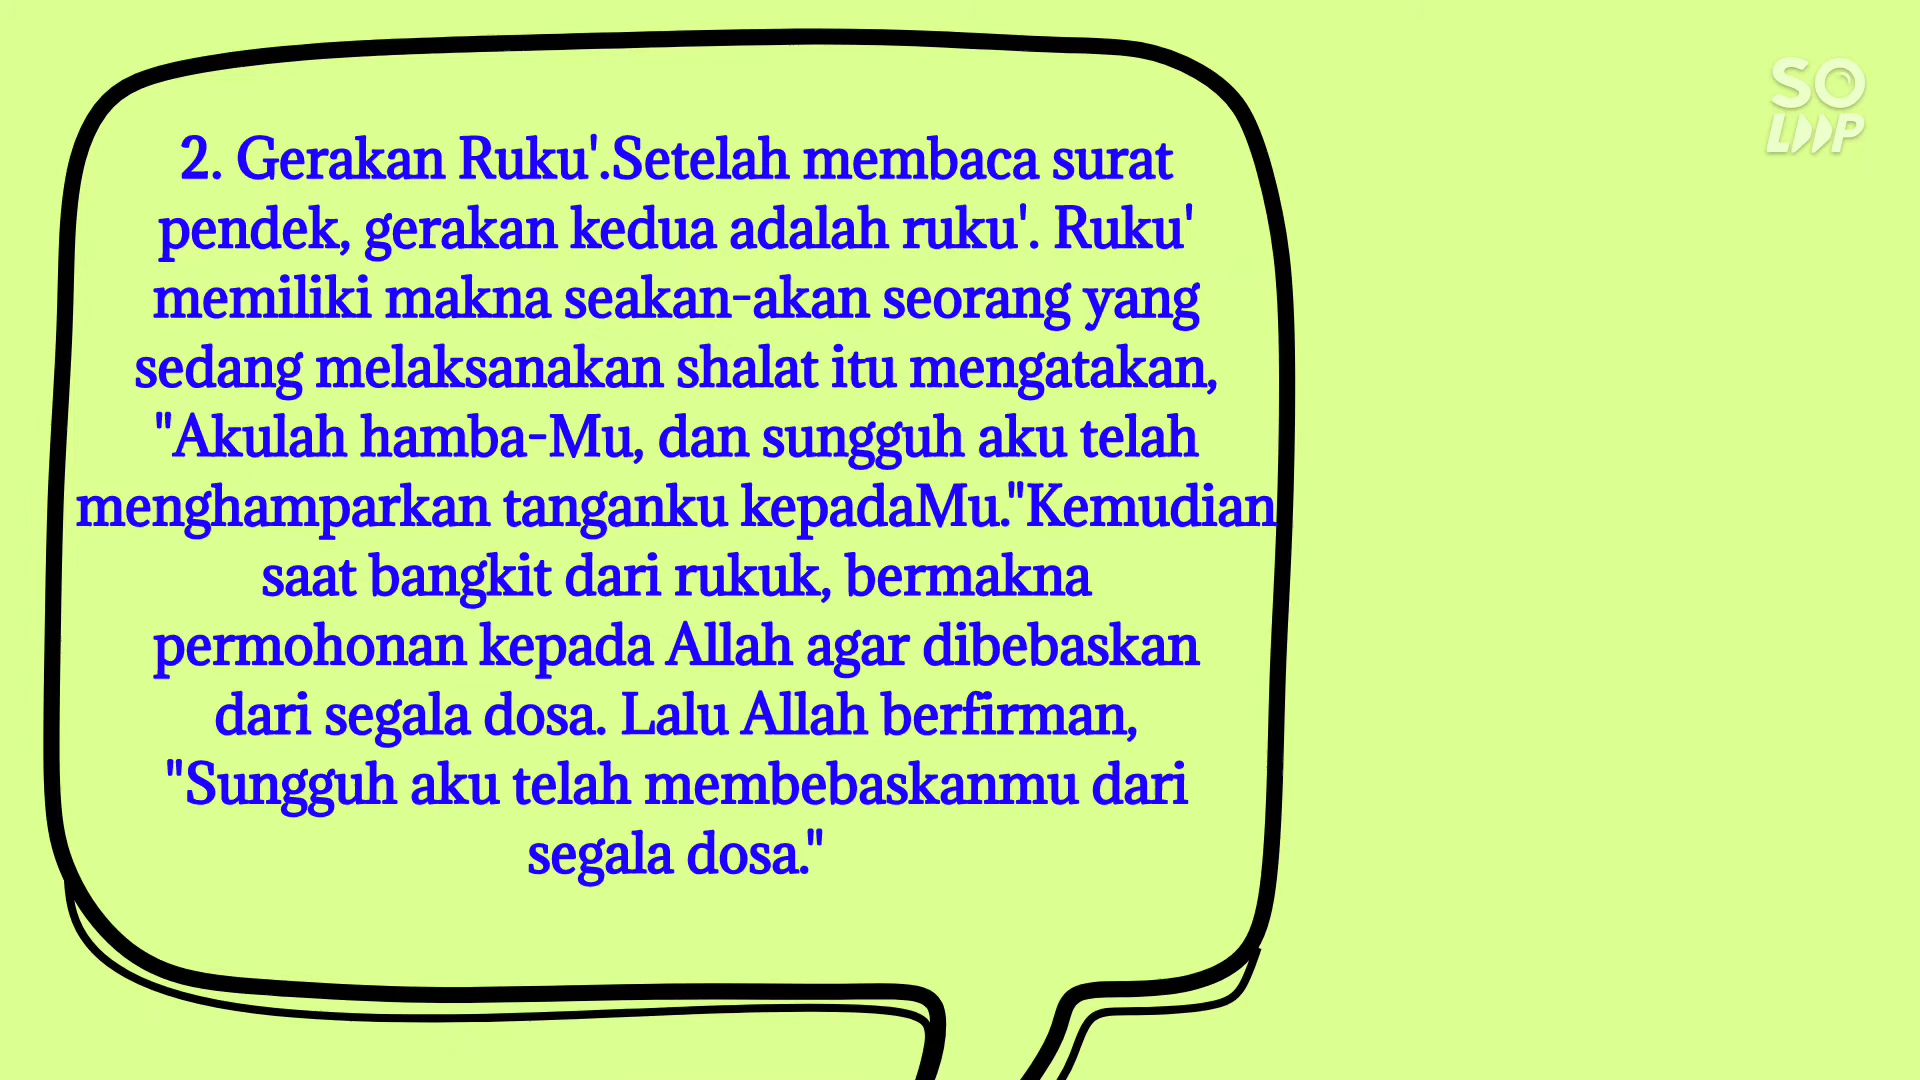 2. Gerakan Ruku'.Setelah membaca surat
pendek, gerakan kedua adalah ruku'. Ruku'
memiliki makna seakan-akan seorang yang
sedang melaksanakan shalat itu mengatakan,
"Akulah hamba-Mu, dan sungguh aku telah
menghamparkan tanganku kepadaMu."Kemudian
saat bangkit dari rukuk, bermakna
permohonan kepada Allah agar dibebaskan
dari segala dosa. Lalu Allah berfirman,
"Sungguh aku telah membebaskanmu dari
segala dosa."
SO
LOOP